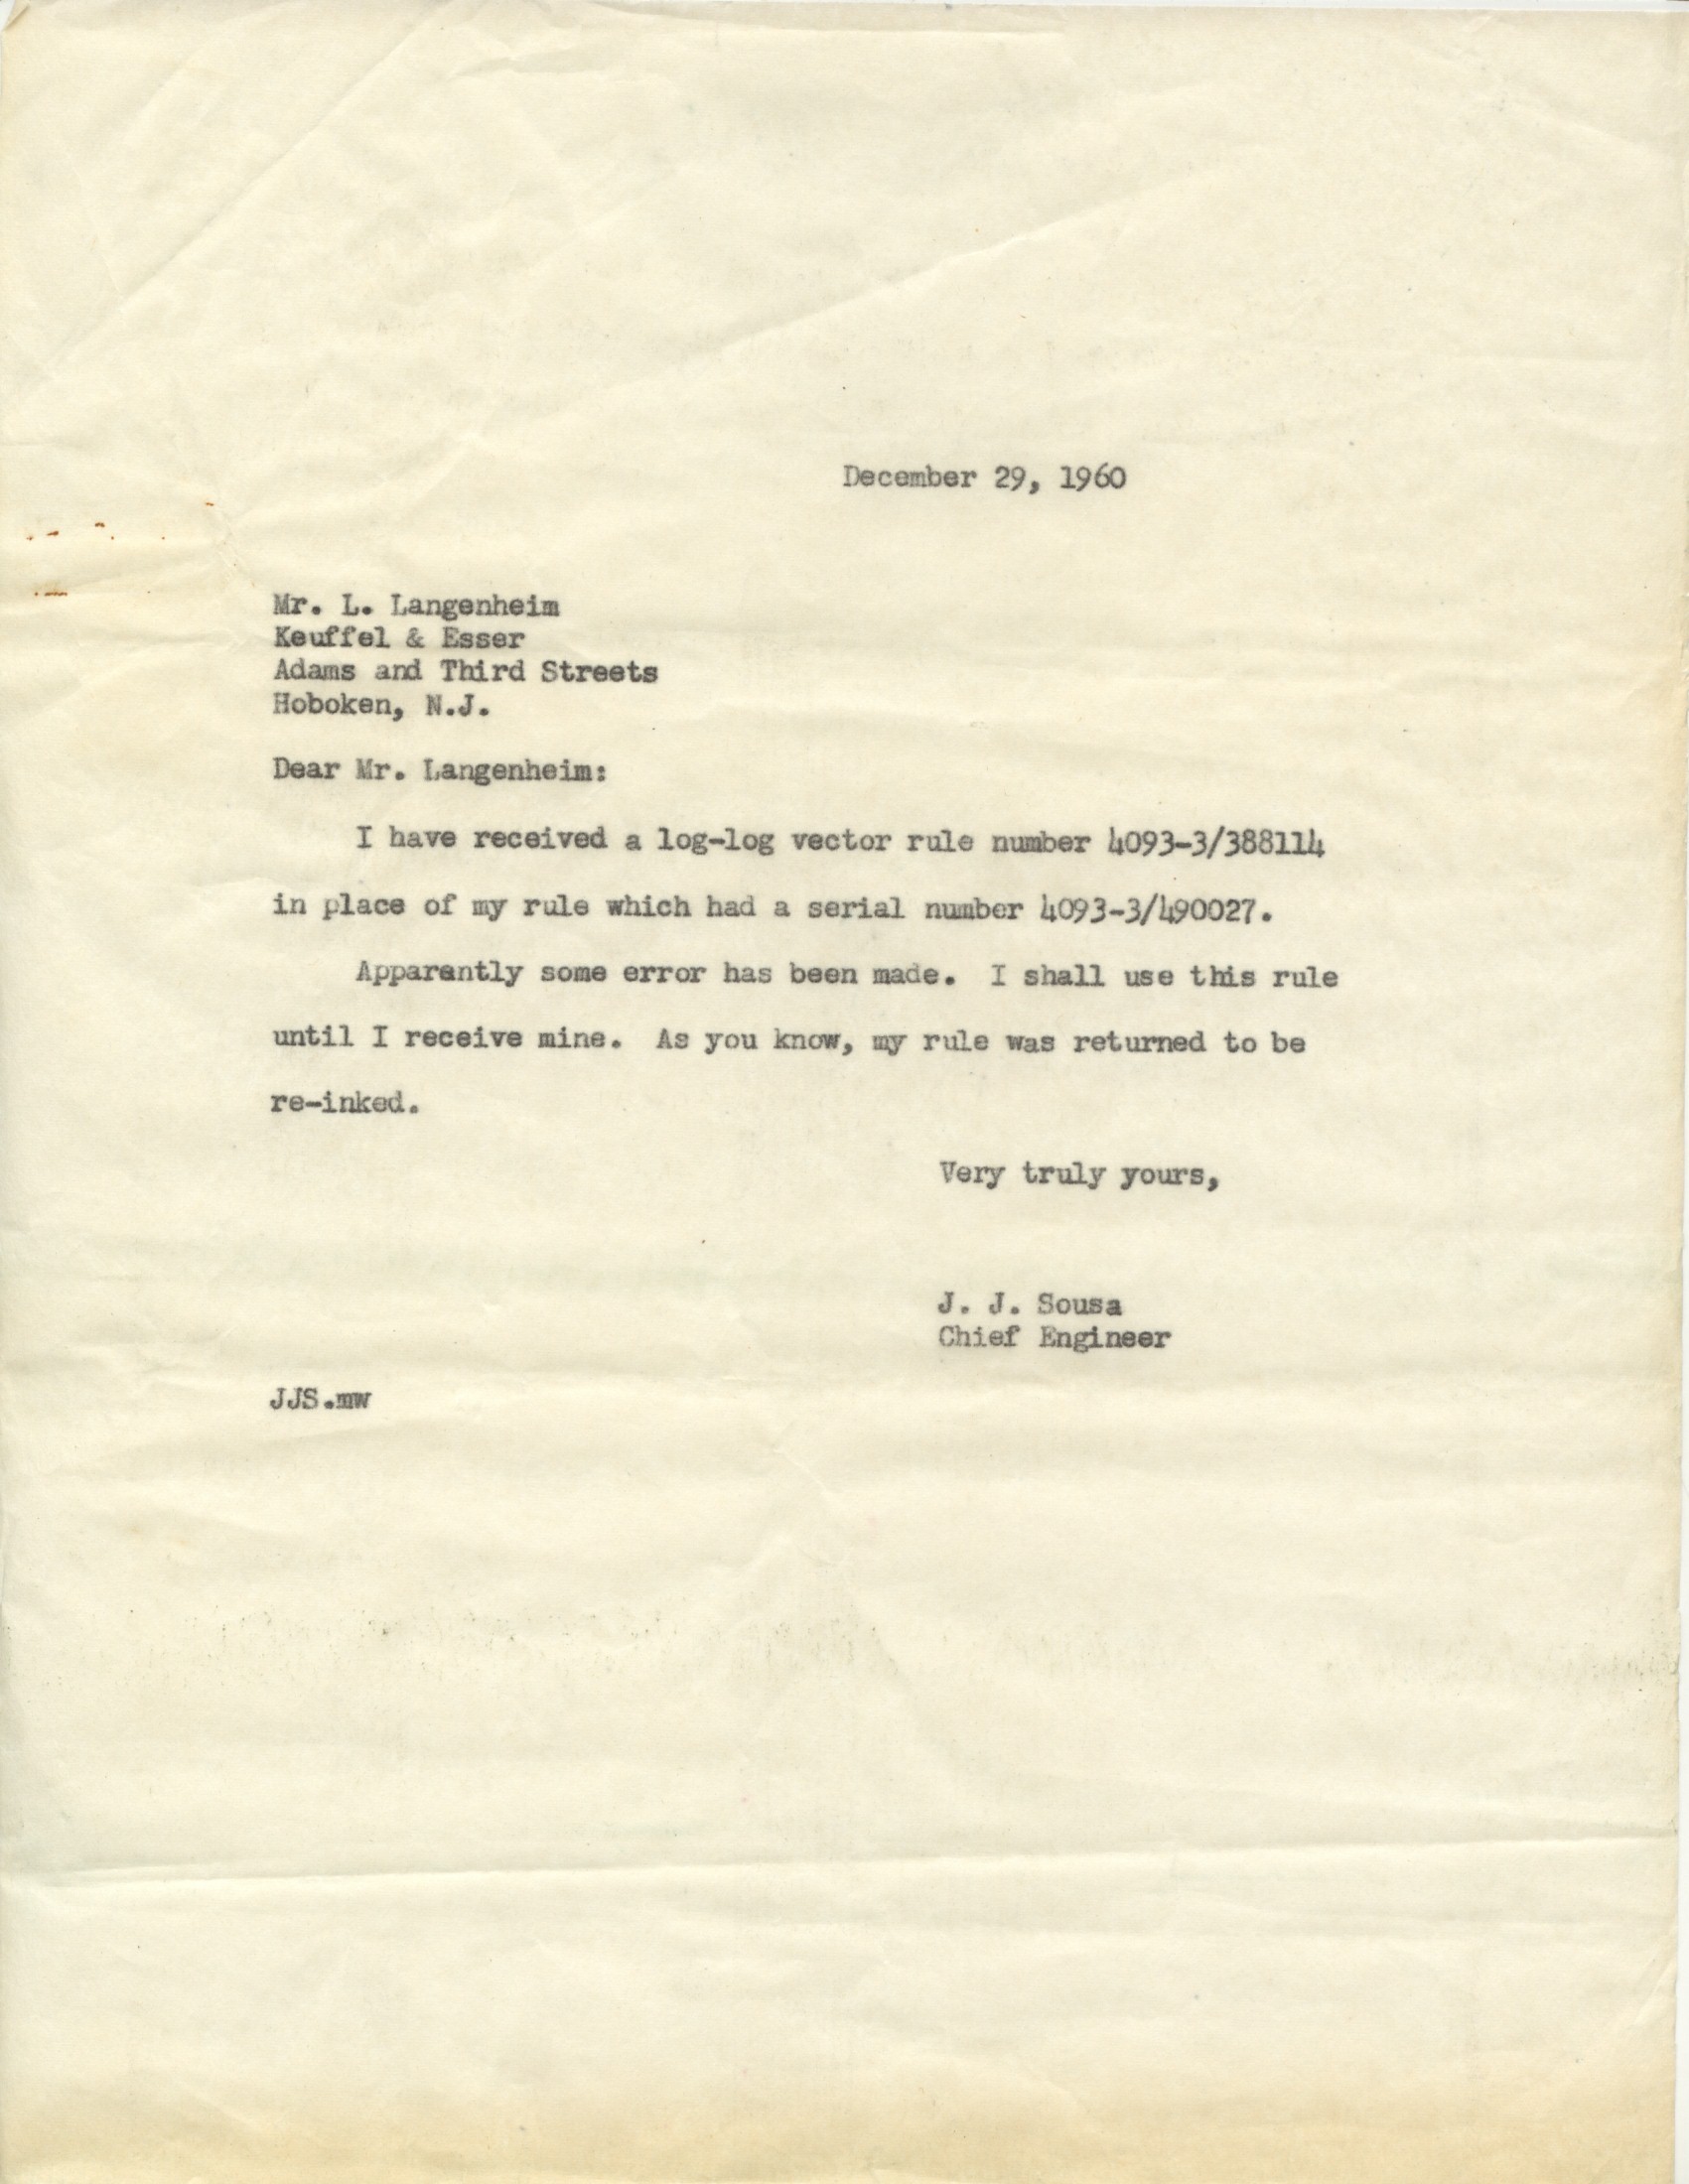 December 29, 1960
Mr. L. Langenheim
Keuffel & Esser
Adams and Third Streets
Hoboken, N.J.
Dear Mr. Langenheim:
I have received a log-log vector rule number 4093-3/388114
in place of my rule which had a serial number 4093-3/490027.
Apparently some error has been made. I shall use this rule
until I receive mine. As you know, my rule was returned to be
re-inked.
Very truly yours,
J. J. Sousa
Chief Engineer
JJS.mw